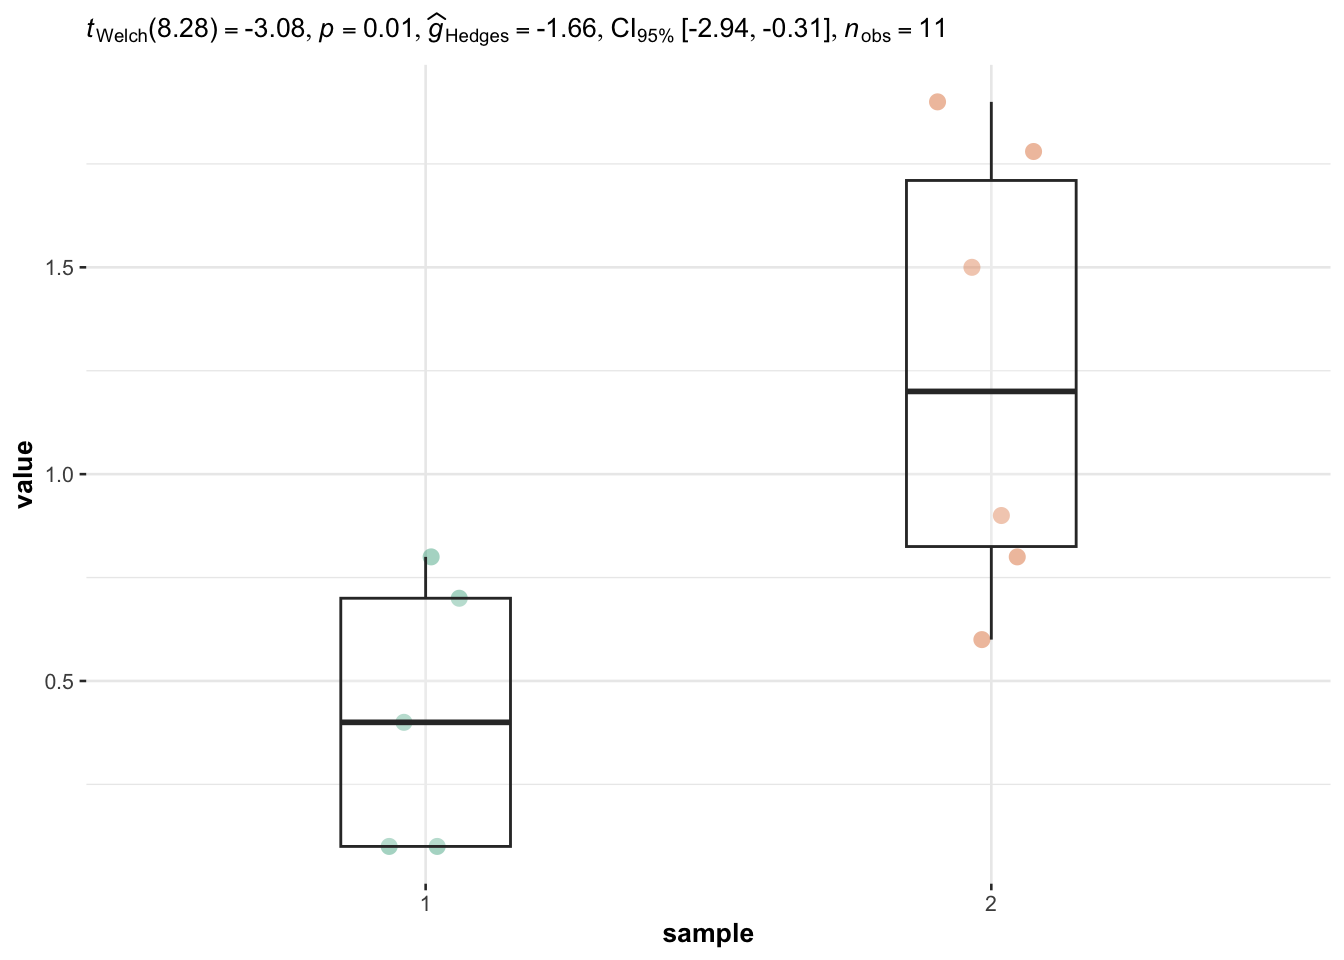 t_Welch(8.28) = -3.08, p = 0.01, ĝ_Hedges = -1.66, CI_95% [-2.94, -0.31], n_obs = 11
1.5
1.0
0.5
value
1 2
sample